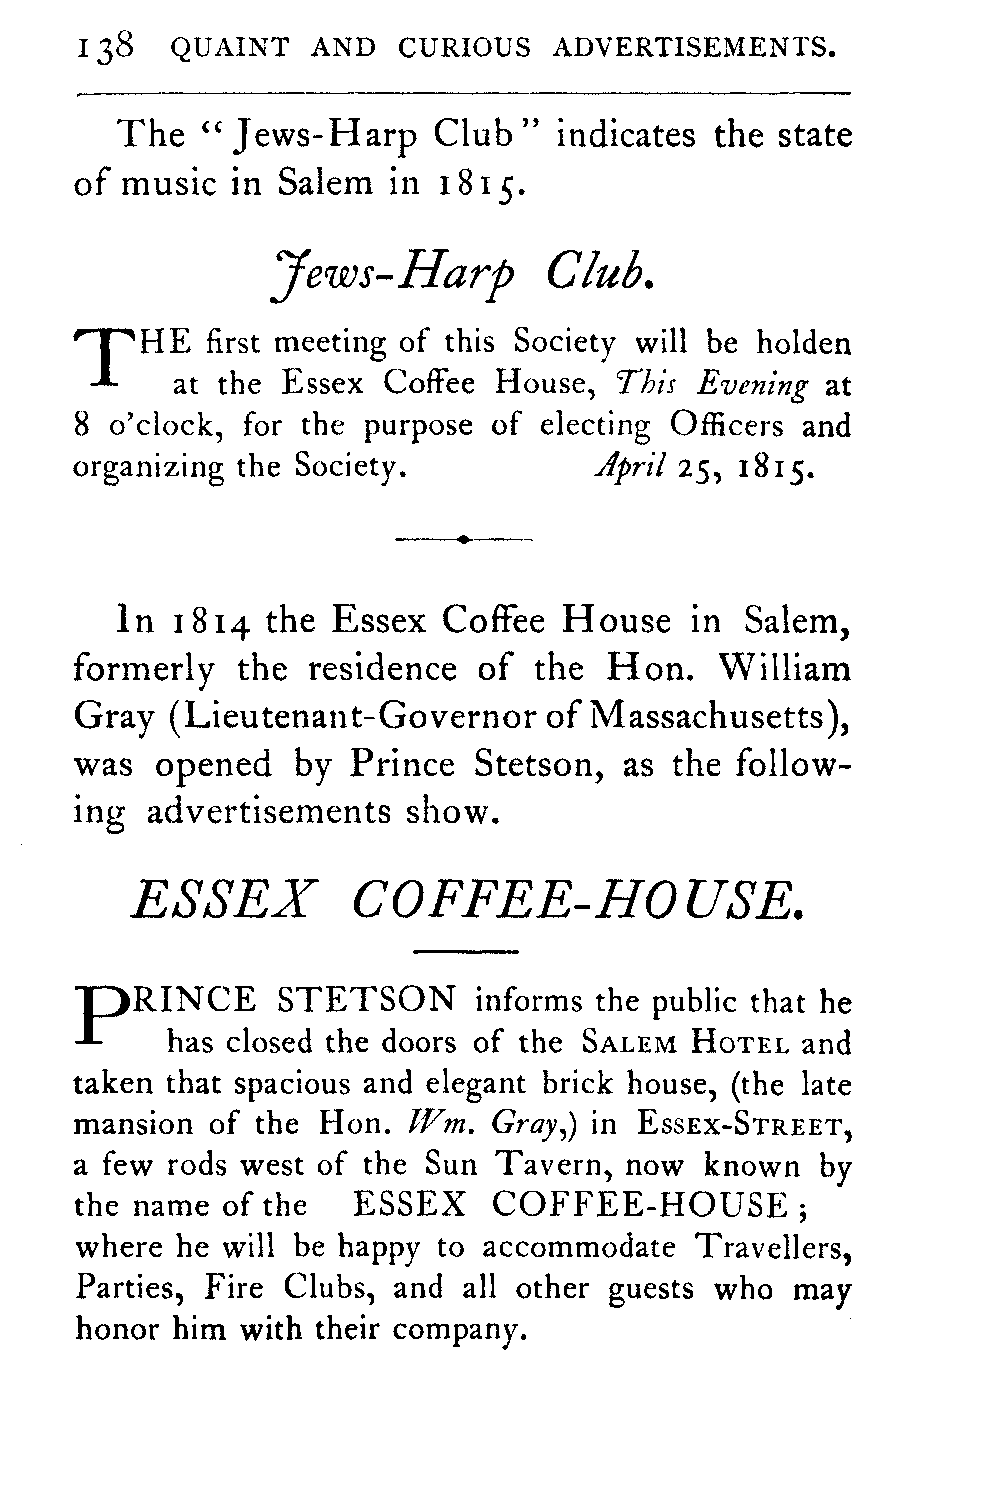 138 QUAINT AND CURIOUS ADVERTISEMENTS.
The "Jews-Harp Club" indicates the state
of music in Salem in 1815.
Jews-Harp Club.
THE first meeting of this Society will be holden
at the Essex Coffee House, This Evening at
8 o'clock, for the purpose of electing Officers and
organizing the Society. April 25, 1815.
In 1814 the Essex Coffee House in Salem,
formerly the residence of the Hon. William
Gray (Lieutenant-Governor of Massachusetts),
was opened by Prince Stetson, as the follow-
ing advertisements show.
ESSEX COFFEE-HOUSE.
PRINCE STETSON informs the public that he
has closed the doors of the SALEM HOTEL and
taken that spacious and elegant brick house, (the late
mansion of the Hon. Wm. Gray,) in ESSEX-STREET,
a few rods west of the Sun Tavern, now known by
the name of the ESSEX COFFEE-HOUSE;
where he will be happy to accommodate Travellers,
Parties, Fire Clubs, and all other guests who may
honor him with their company.